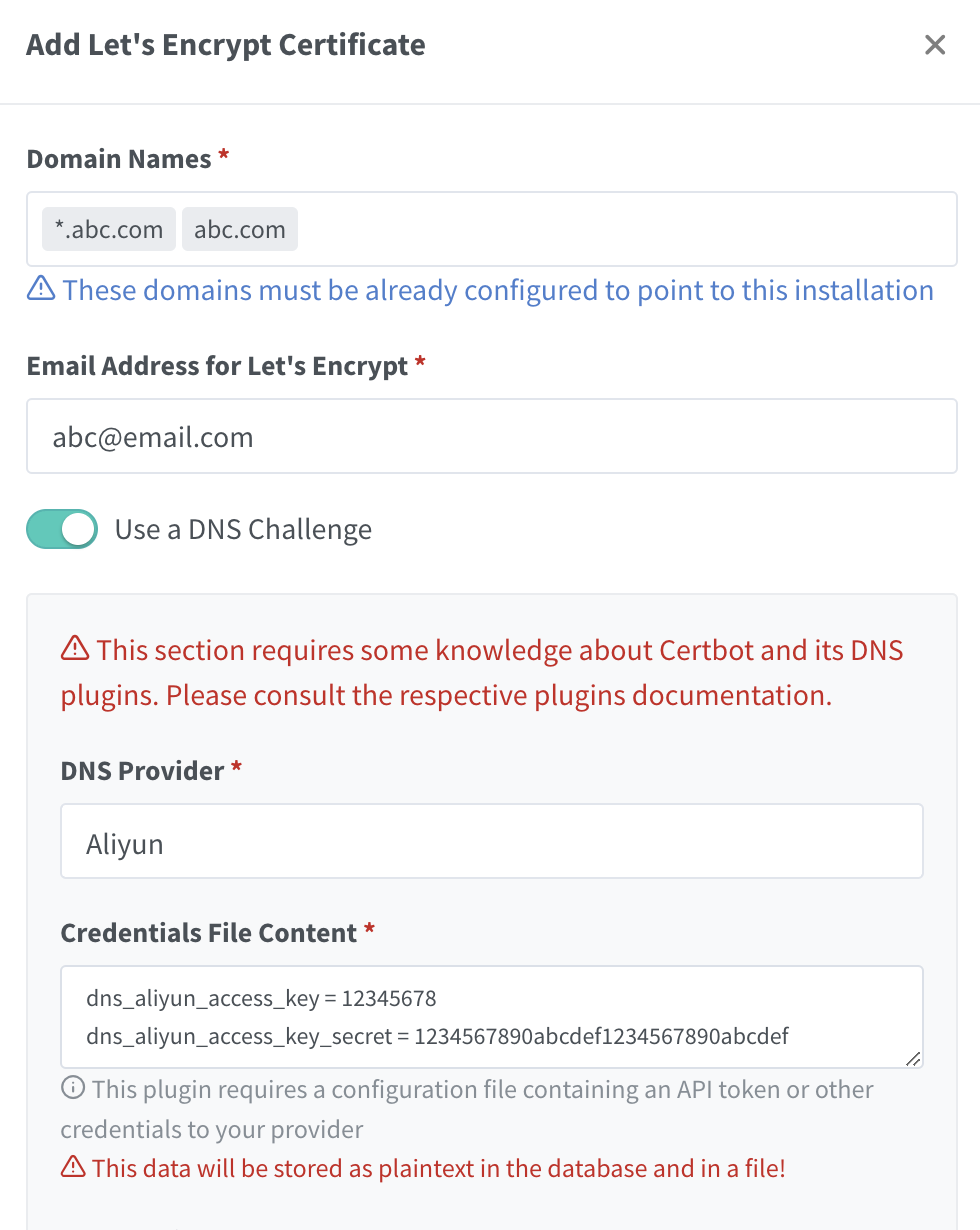 Add Let's Encrypt Certificate
Domain Names *
*.abc.com abc.com
These domains must be already configured to point to this installation
Email Address for Let's Encrypt *
abc@email.com
Use a DNS Challenge
This section requires some knowledge about Certbot and its DNS
plugins. Please consult the respective plugins documentation.
DNS Provider *
Aliyun
Credentials File Content *
dns_aliyun_access_key = 12345678
dns_aliyun_access_key_secret = 1234567890abcdef1234567890abcdef
This plugin requires a configuration file containing an API token or other
credentials to your provider
This data will be stored as plaintext in the database and in a file!